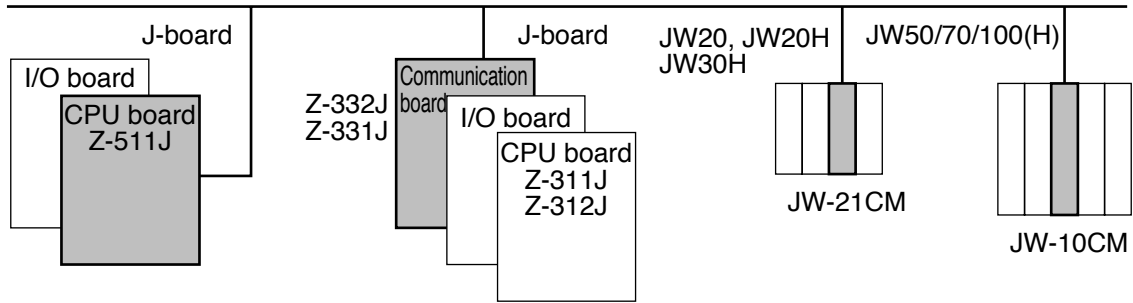 J-board
I/O board
CPU board
Z-511J
J-board
Communication
board
Z-332J
Z-331J
I/O board
CPU board
Z-311J
Z-312J
JW20, JW20H
JW30H
JW-21CM
JW50/70/100(H)
JW-10CM